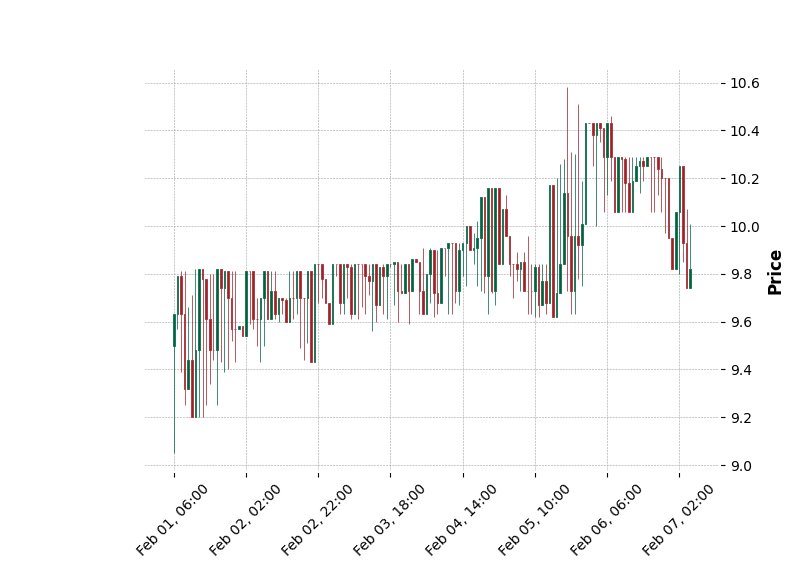 10.6
10.4
10.2
10.0
9.8
9.6
9.4
9.2
9.0
Price
Feb 01, 06:00
Feb 02, 02:00
Feb 02, 22:00
Feb 03, 18:00
Feb 04, 14:00
Feb 05, 10:00
Feb 06, 06:00
Feb 07, 02:00